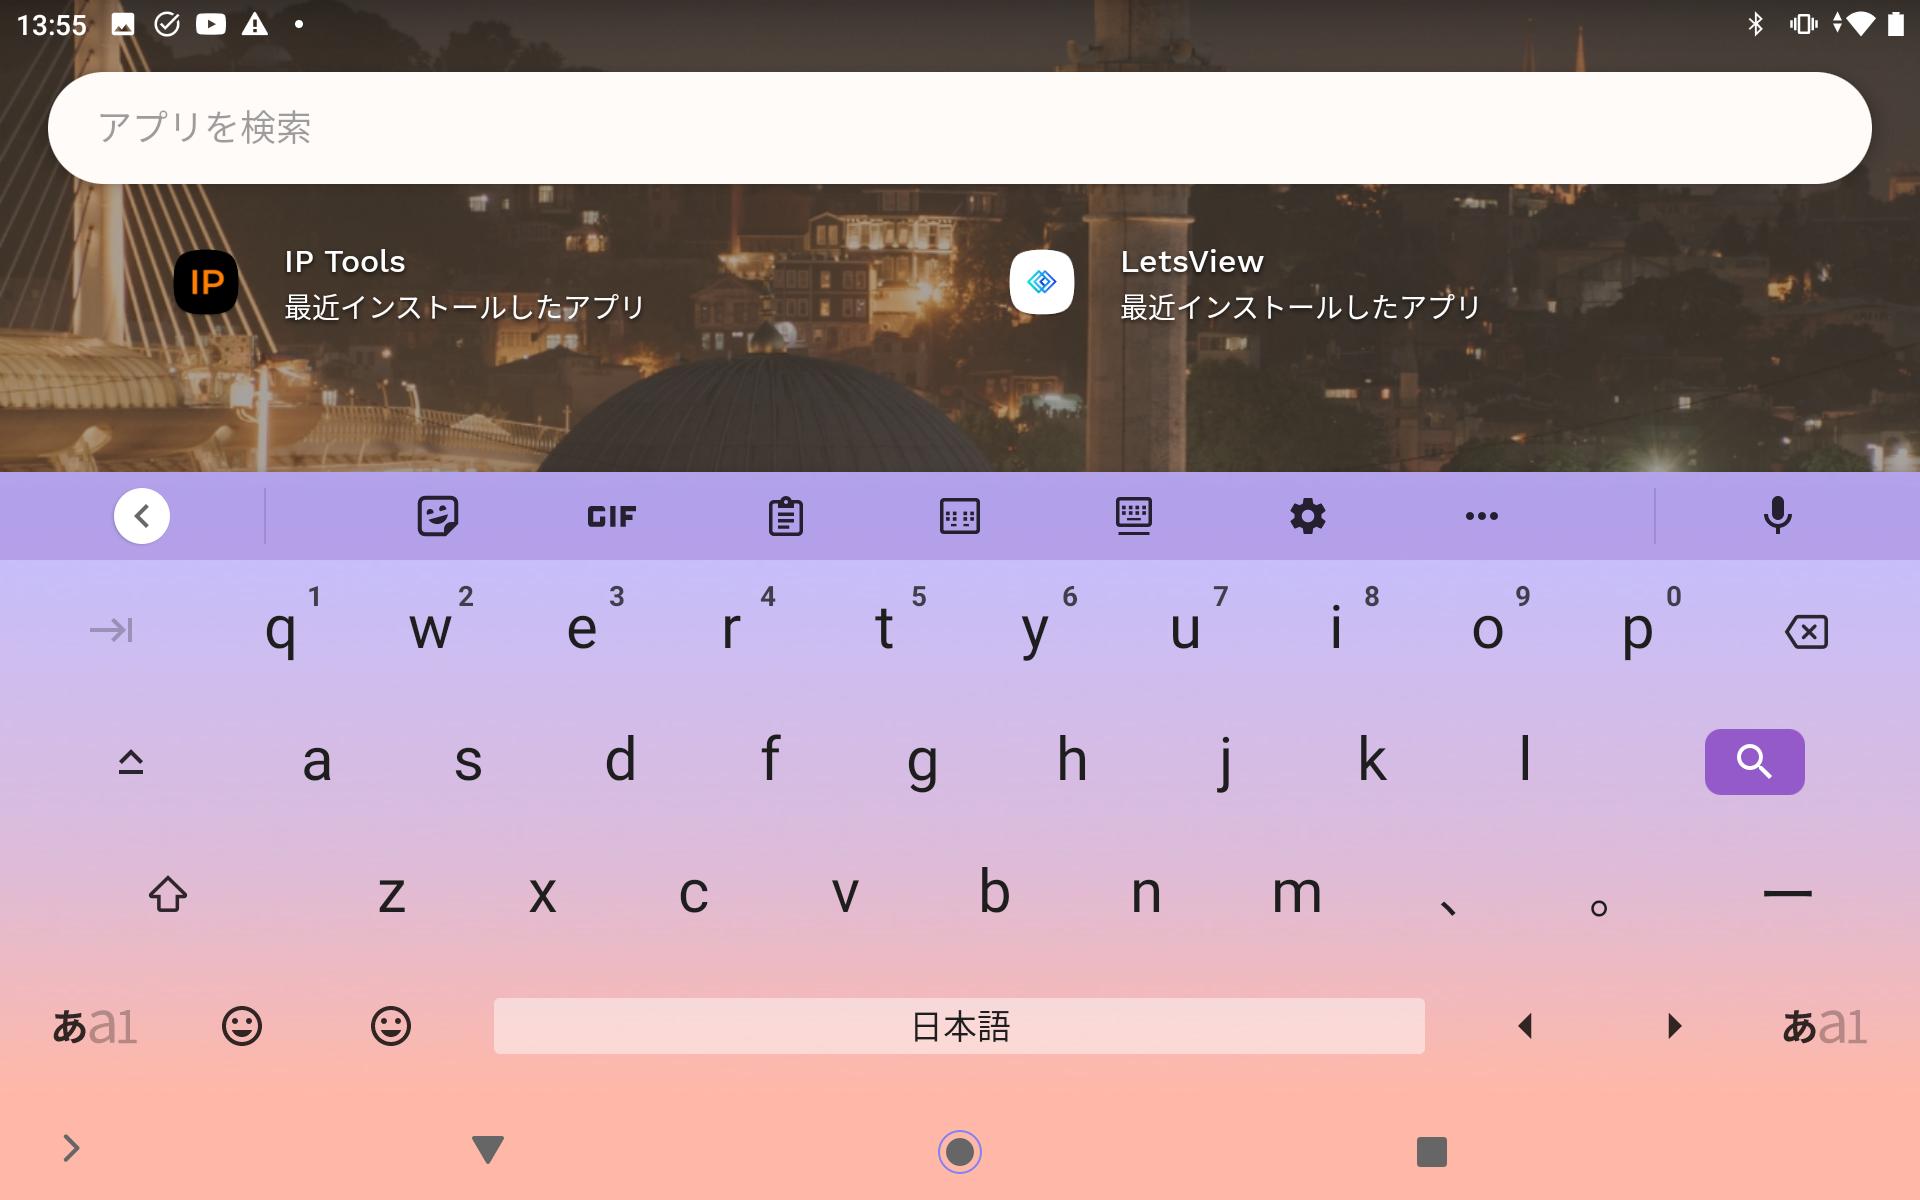 13:55
アプリを検索
IP
IP Tools
最近インストールしたアプリ
LetsView
最近インストールしたアプリ
GIF
q 1 w 2 e 3 r 4 t 5 y 6 u 7 i 8 o 9 p 0
a s d f g h j k l
z x c v b n m 、 。 ー
あa1 日本語 あa1